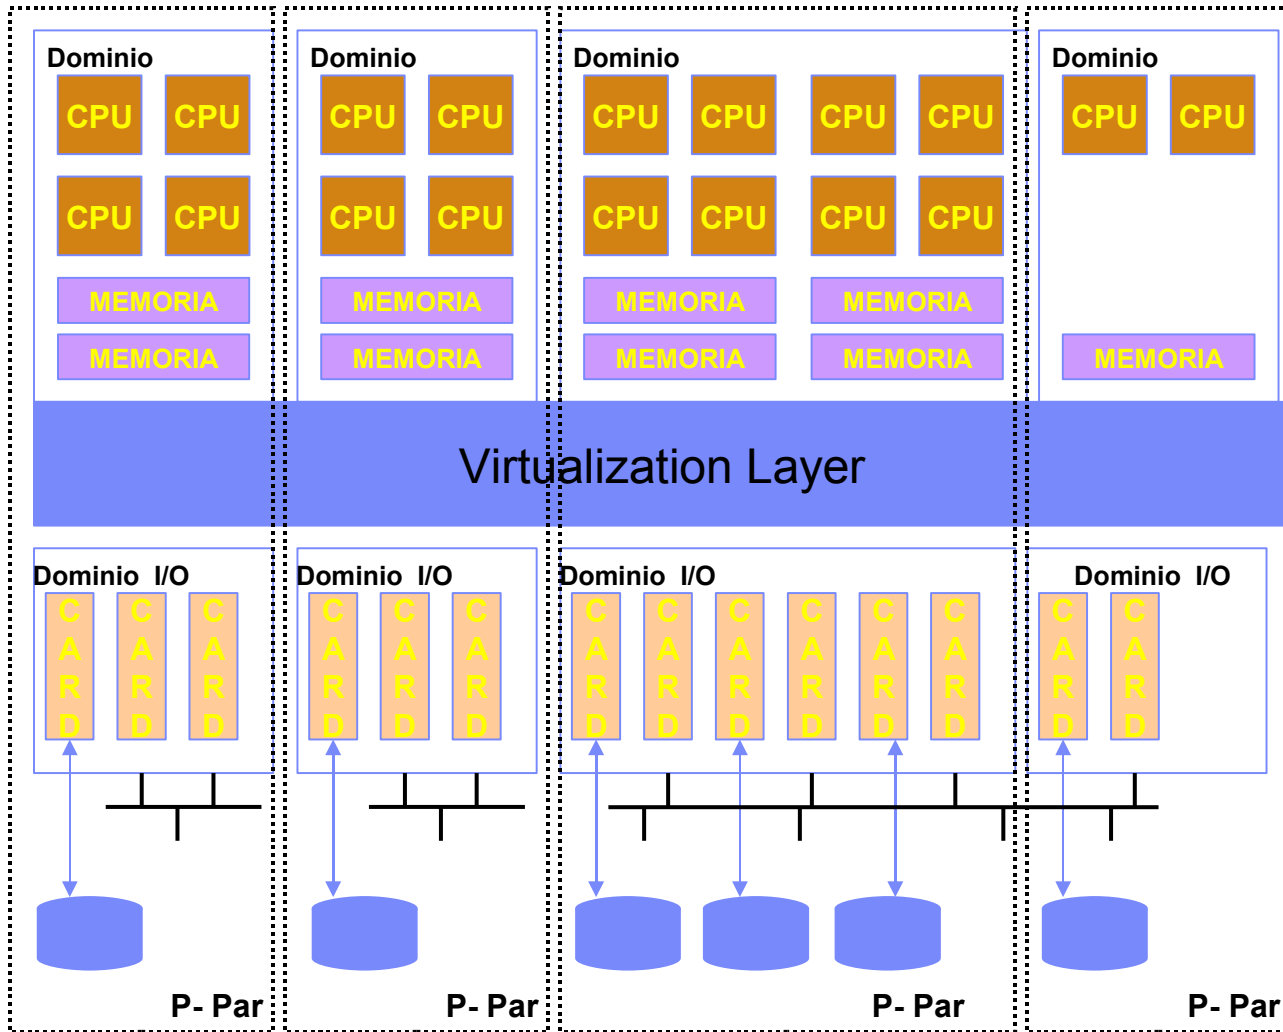 Dominio Dominio Dominio Dominio
CPU CPU CPU CPU CPU CPU CPU CPU CPU CPU
CPU CPU CPU CPU CPU CPU CPU CPU
MEMORIA MEMORIA MEMORIA MEMORIA
MEMORIA MEMORIA MEMORIA MEMORIA MEMORIA
Virtualization Layer
Dominio I/O Dominio I/O Dominio I/O Dominio I/O
CARD CARD CARD CARD CARD CARD CARD CARD CARD CARD CARD CARD CARD CARD
P- Par P- Par P- Par P- Par